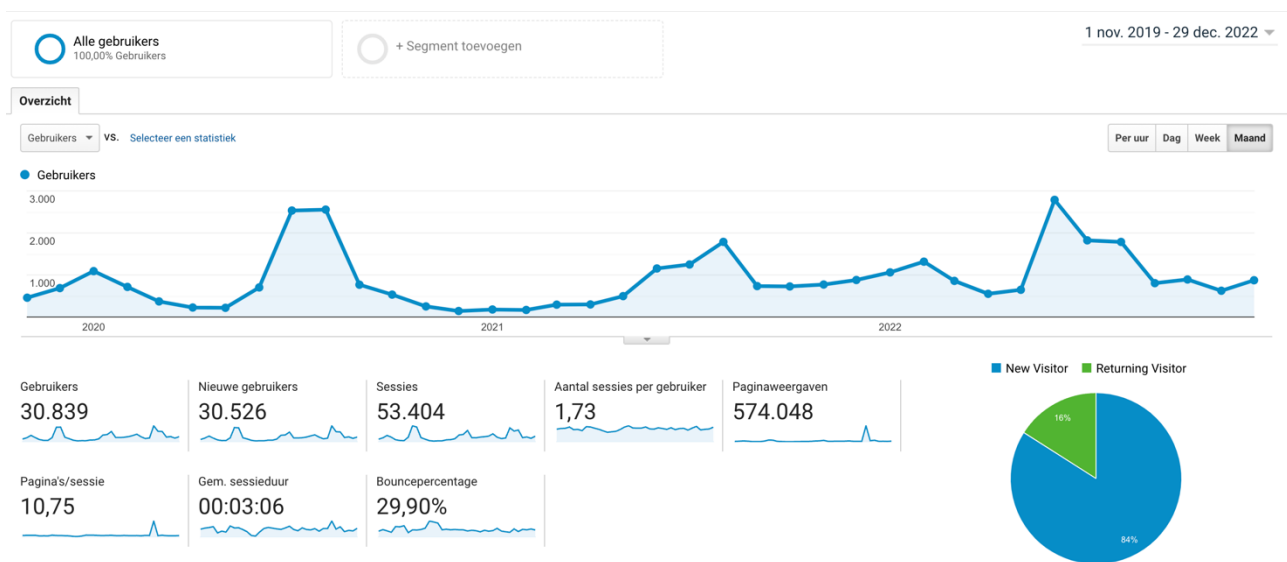 Alle gebruikers
100,00% Gebruikers
+ Segment toevoegen
1 nov. 2019 - 29 dec. 2022
Overzicht
Gebruikers VS. Selecteer een statistiek
Per uur Dag Week Maand
Gebruikers
3.000
2.000
1.000
2020 2021 2022
New Visitor Returning Visitor
Gebruikers
30.839
Nieuwe gebruikers
30.526
Sessies
53.404
Aantal sessies per gebruiker
1,73
Paginaweergaven
574.048
16%
84%
Pagina's/sessie
10,75
Gem. sessieduur
00:03:06
Bouncepercentage
29,90%